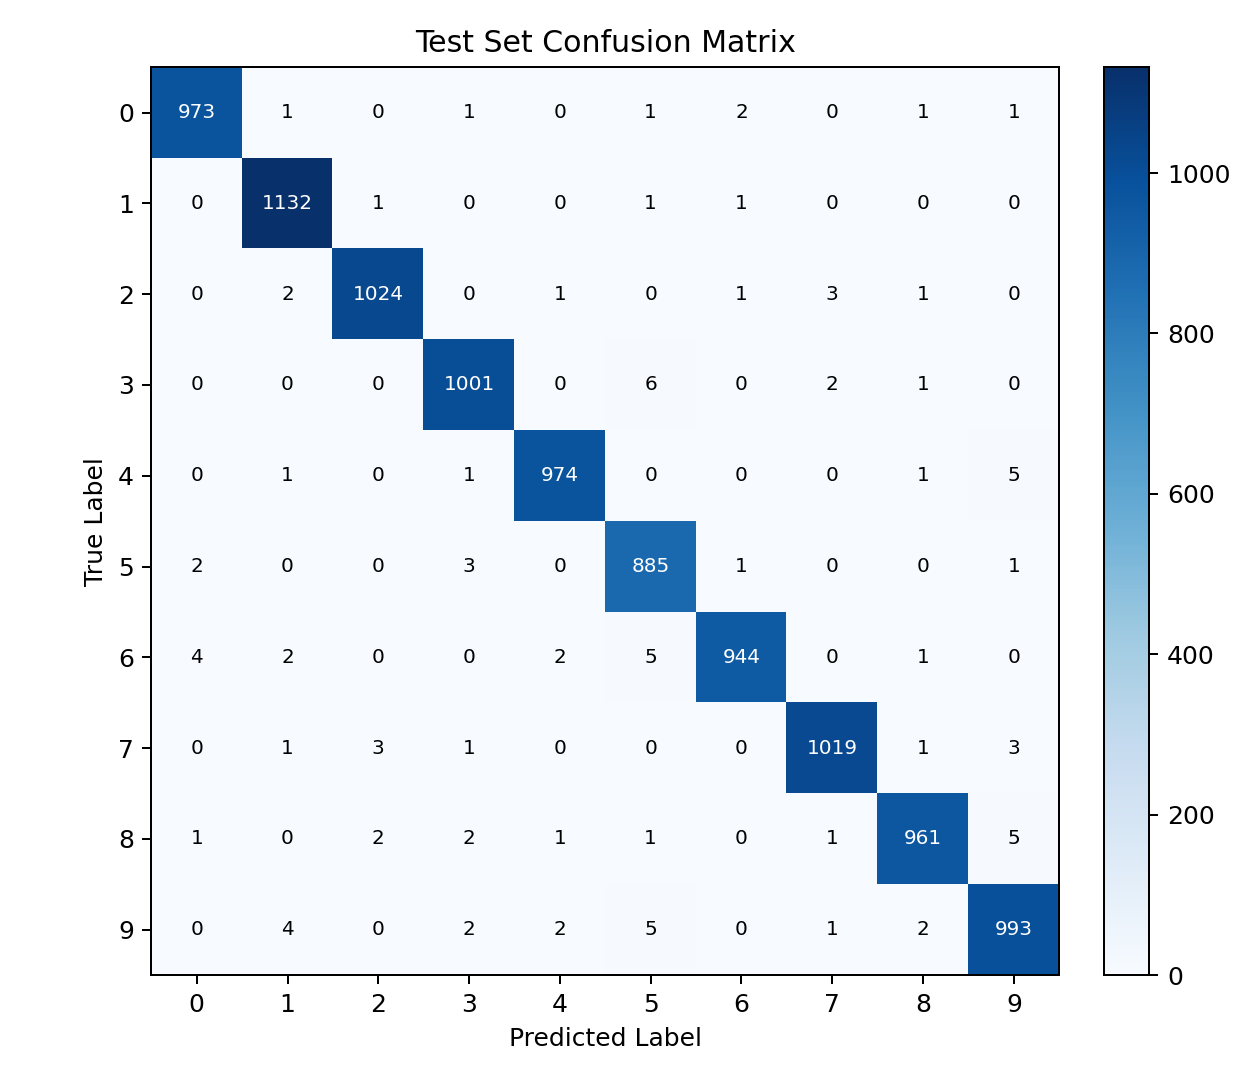 Test Set Confusion Matrix
0 973 1 0 1 0 1 2 0 1 1
1 0 1132 1 0 0 1 1 0 0 0
2 0 2 1024 0 1 0 1 3 1 0
3 0 0 0 1001 0 6 0 2 1 0
4 0 1 0 1 974 0 0 0 1 5
5 2 0 0 3 0 885 1 0 0 1
6 4 2 0 0 2 5 944 0 1 0
7 0 1 3 1 0 0 0 1019 1 3
8 1 0 2 2 1 1 0 1 961 5
9 0 4 0 2 2 5 0 1 2 993
0 1 2 3 4 5 6 7 8 9
Predicted Label
True Label
1000
800
600
400
200
0